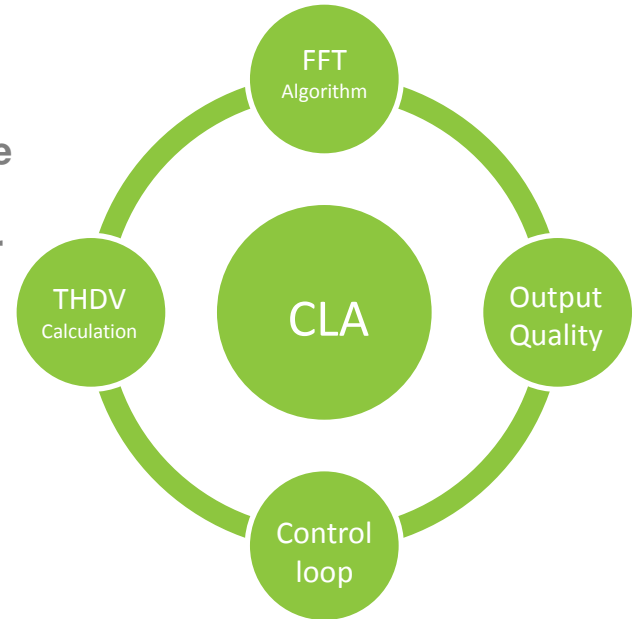 FFT
Algorithm
e
THDV
Calculation
CLA
Output
Quality
Control
loop